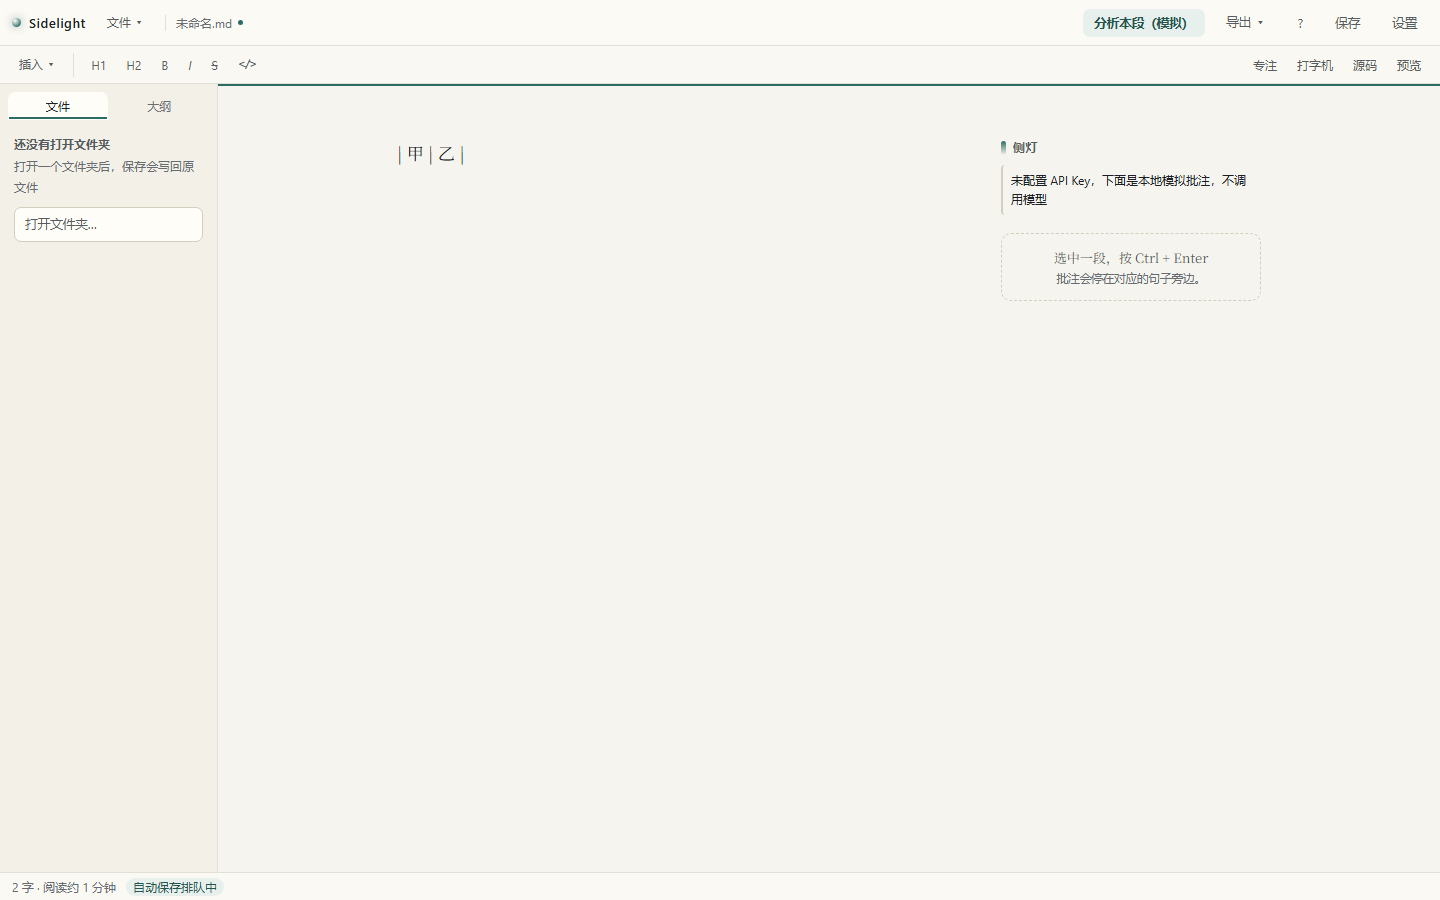 Sidelight 文件 ▾ 未命名.md ● 分析本段（模拟） 导出 ▾ ? 保存 设置
插入 ▾ H1 H2 B I S </> 专注 打字机 源码 预览
文件 大纲
还没有打开文件夹
打开一个文件夹后，保存会写回原
文件
打开文件夹...
| 甲 | 乙 |
侧灯
未配置 API Key，下面是本地模拟批注，不调
用模型
选中一段，按 Ctrl + Enter
批注会停在对应的句子旁边。
2 字 · 阅读约 1 分钟 自动保存排队中